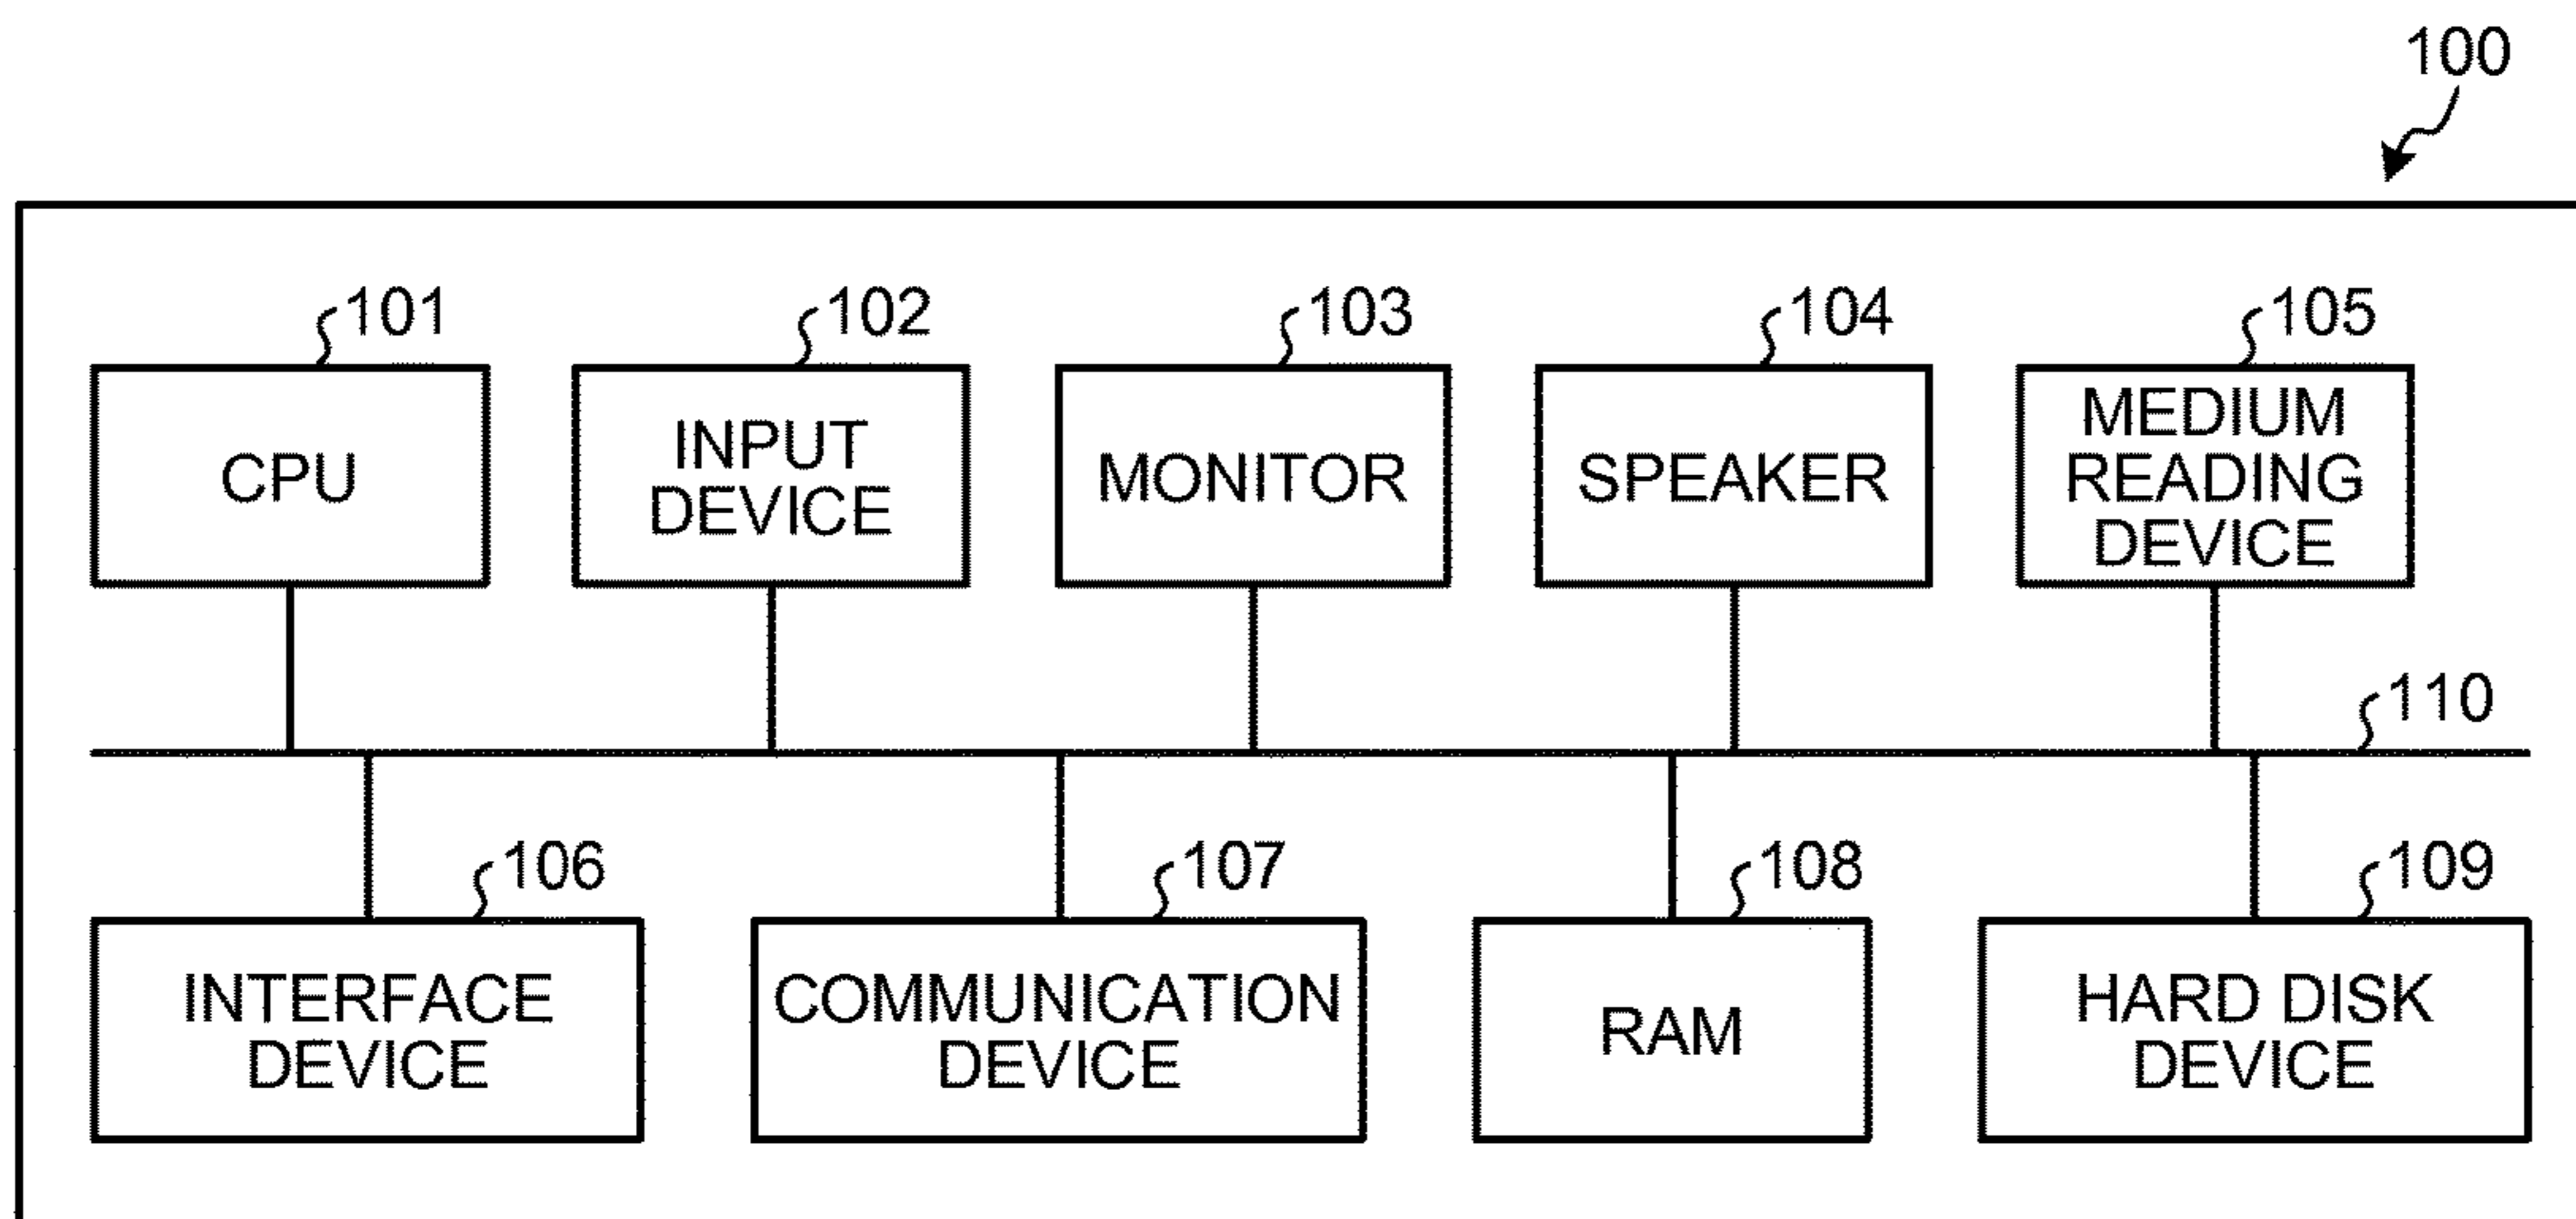 100
101
102
103
104
105
CPU
INPUT
DEVICE
MONITOR
SPEAKER
MEDIUM
READING
DEVICE
110
106
107
108
109
INTERFACE
DEVICE
COMMUNICATION
DEVICE
RAM
HARD DISK
DEVICE